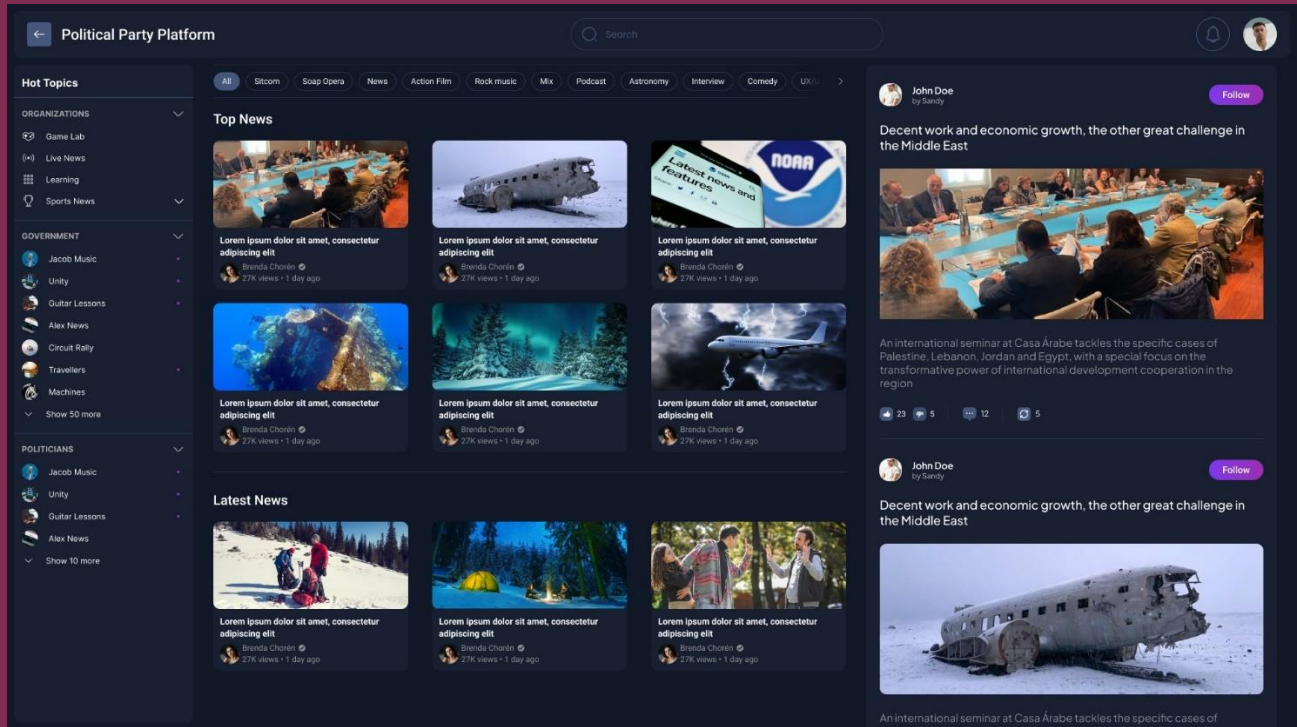 Political Party Platform
Search
Hot Topics
ORGANIZATIONS
Game Lab
Live News
Learning
Sports News
GOVERNMENT
Jacob Music
Unity
Guitar Lessons
Alex News
Circuit Rally
Travellers
Machines
Show 50 more
POLITICIANS
Jacob Music
Unity
Guitar Lessons
Alex News
Show 10 more
All Sitcom Soap Opera News Action Film Rock music Mix Podcast Astronomy Interview Comedy
Top News
Latest news and
features
Share:
NOAA
Lorem ipsum dolor sit amet, consectetur
adipiscing elit
Brenda Chorén
27K views • 1 day ago
Lorem ipsum dolor sit amet, consectetur
adipiscing elit
Brenda Chorén
27K views • 1 day ago
Lorem ipsum dolor sit amet, consectetur
adipiscing elit
Brenda Chorén
27K views • 1 day ago
Lorem ipsum dolor sit amet, consectetur
adipiscing elit
Brenda Chorén
27K views • 1 day ago
Lorem ipsum dolor sit amet, consectetur
adipiscing elit
Brenda Chorén
27K views • 1 day ago
Lorem ipsum dolor sit amet, consectetur
adipiscing elit
Brenda Chorén
27K views • 1 day ago
Latest News
Lorem ipsum dolor sit amet, consectetur
adipiscing elit
Brenda Chorén
27K views • 1 day ago
Lorem ipsum dolor sit amet, consectetur
adipiscing elit
Brenda Chorén
27K views • 1 day ago
Lorem ipsum dolor sit amet, consectetur
adipiscing elit
Brenda Chorén
27K views • 1 day ago
John Doe
by Sandy
Follow
Decent work and economic growth, the other great challenge in
the Middle East
An international seminar at Casa Árabe tackles the specific cases of
Palestine, Lebanon, Jordan and Egypt, with a special focus on the
transformative power of international development cooperation in the
region
23 5 12 5
John Doe
by Sandy
Follow
Decent work and economic growth, the other great challenge in
the Middle East
An international seminar at Casa Árabe tackles the specific cases of